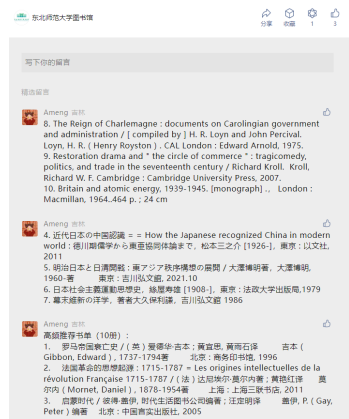 东北师范大学图书馆
分享
收藏
1
3
写下你的留言
精选留言
Ameng 吉林
8. The Reign of Charlemagne : documents on Carolingian government
and administration / [ compiled by ] H. R. Loyn and John Percival.
Loyn, H. R. ( Henry Royston ) . CAL London : Edward Arnold, 1975.
9. Restoration drama and " the circle of commerce " : tragicomedy,
politics, and trade in the seventeenth century / Richard Kroll. Kroll,
Richard W. F. Cambridge : Cambridge University Press, 2007.
10. Britain and atomic energy, 1939-1945. [monograph] ., London :
Macmillan, 1964..464 p. ; 24 cm
Ameng 吉林
4. 近代日本の中国認識 = = How the Japanese recognized China in modern
world : 徳川期儒学から東亜協同体論まで，松本三之介 [1926-]，東京 : 以文社,
2011
5. 明治日本と日清開戦 : 東アジア秩序構想の展開 / 大澤博明著，大澤博明,
1960-著 東京 : 吉川弘文館, 2021.10
6. 日本社会主義運動思想史，絲屋寿雄 [1908-]，東京 : 法政大学出版局,1979
7. 幕末維新の洋学，著者大久保利謙，吉川弘文館 1986
Ameng 吉林
高频推荐书单（10册）:
1. 罗马帝国衰亡史 / ( 英 ) 爱德华·吉本 ; 黄宜思, 黄雨石译 吉本 (
Gibbon, Edward ) , 1737-1794著 北京 : 商务印书馆, 1996
2. 法国革命的思想起源 : 1715-1787 = Les origines intellectuelles de la
révolution Française 1715-1787 / ( 法 ) 达尼埃尔·莫尔内著 ; 黄艳红译 莫
尔内 ( Mornet, Daniel ) , 1878-1954著 上海 : 上海三联书店, 2011
3. 启蒙时代 / 彼得·盖伊, 时代生活图书公司编著 ; 汪定明译 盖伊, P. ( Gay,
Peter ) 编著 北京 : 中国言实出版社, 2005